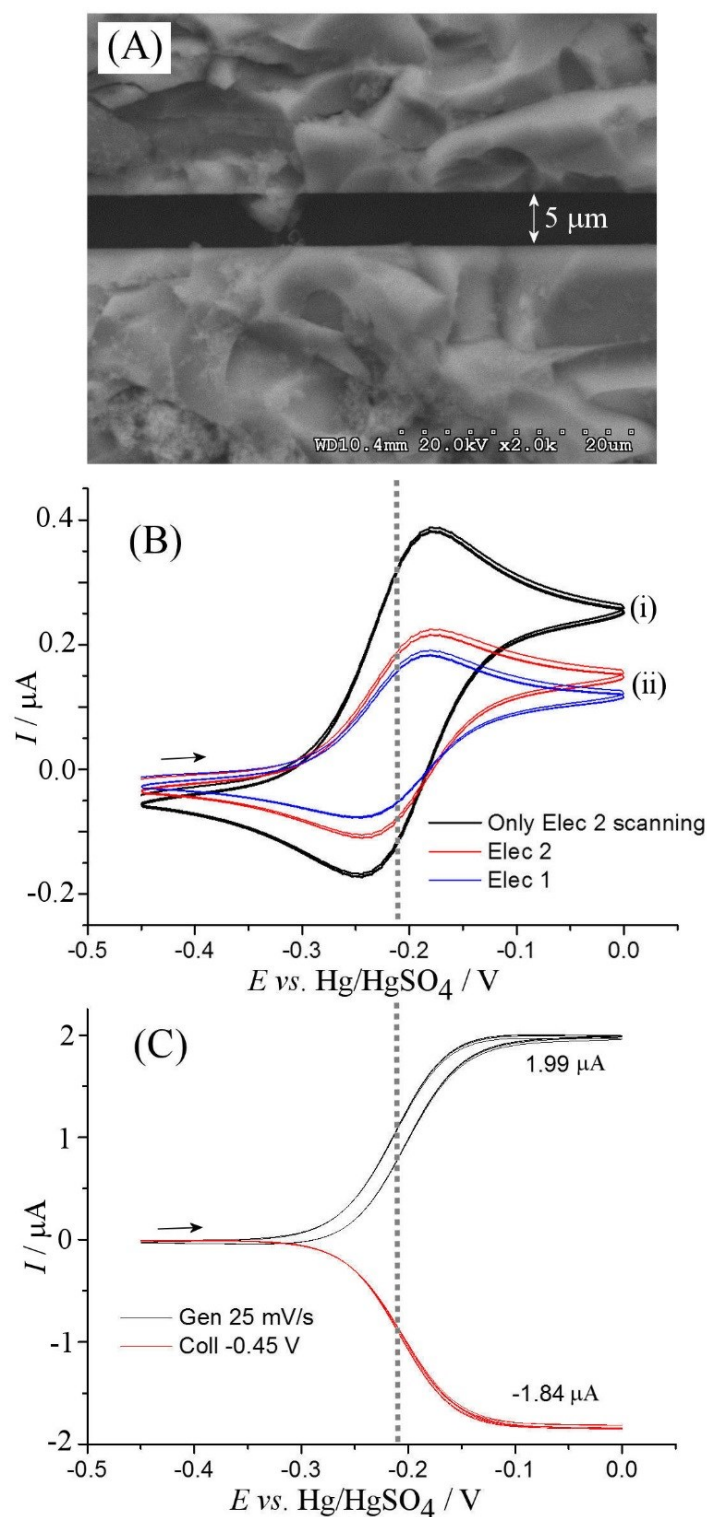 (A)
5 μm
WD10.4mm 20.0kV x2.0k 20um
(B)
0.4
0.2
0.0
-0.2
I / μA
(i)
(ii)
Only Elec 2 scanning
Elec 2
Elec 1
-0.5 -0.4 -0.3 -0.2 -0.1 0.0
E vs. Hg/HgSO4 / V
(C)
2
1
0
-1
-2
I / μA
1.99 μA
Gen 25 mV/s
Coll -0.45 V
-1.84 μA
-0.5 -0.4 -0.3 -0.2 -0.1 0.0
E vs. Hg/HgSO4 / V